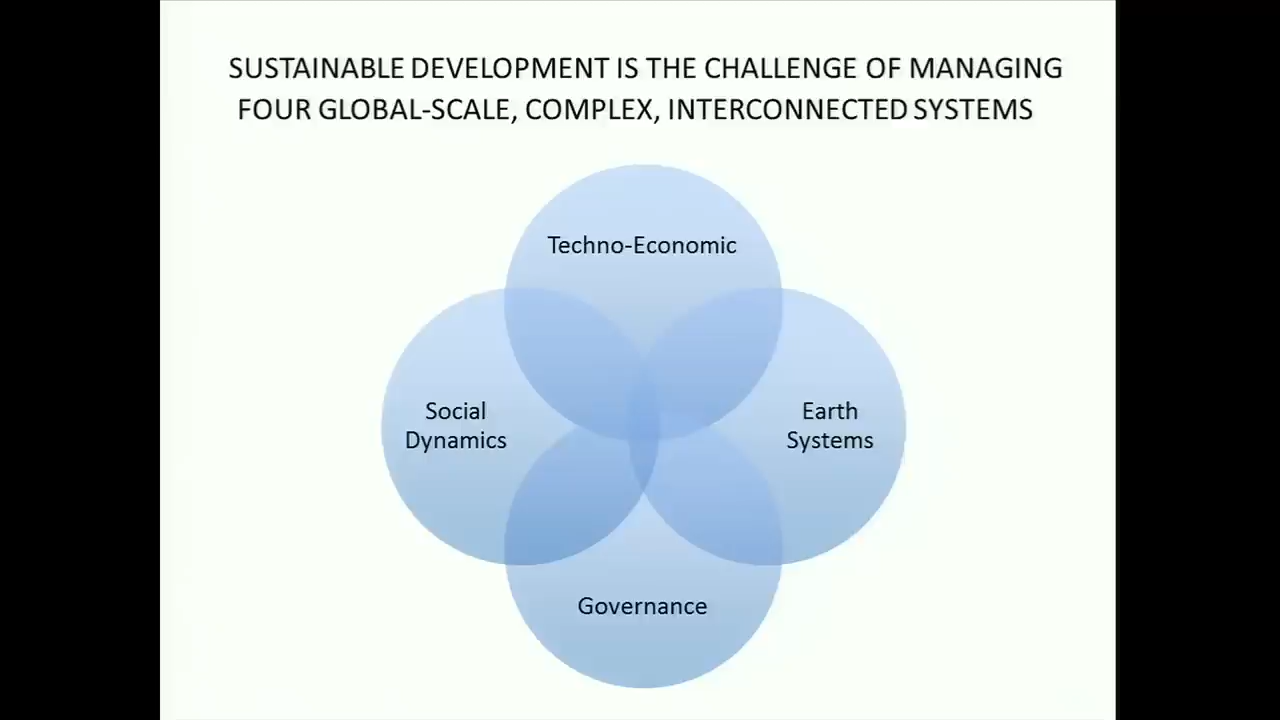 SUSTAINABLE DEVELOPMENT IS THE CHALLENGE OF MANAGING
FOUR GLOBAL-SCALE, COMPLEX, INTERCONNECTED SYSTEMS
Techno-Economic
Social
Dynamics
Earth
Systems
Governance